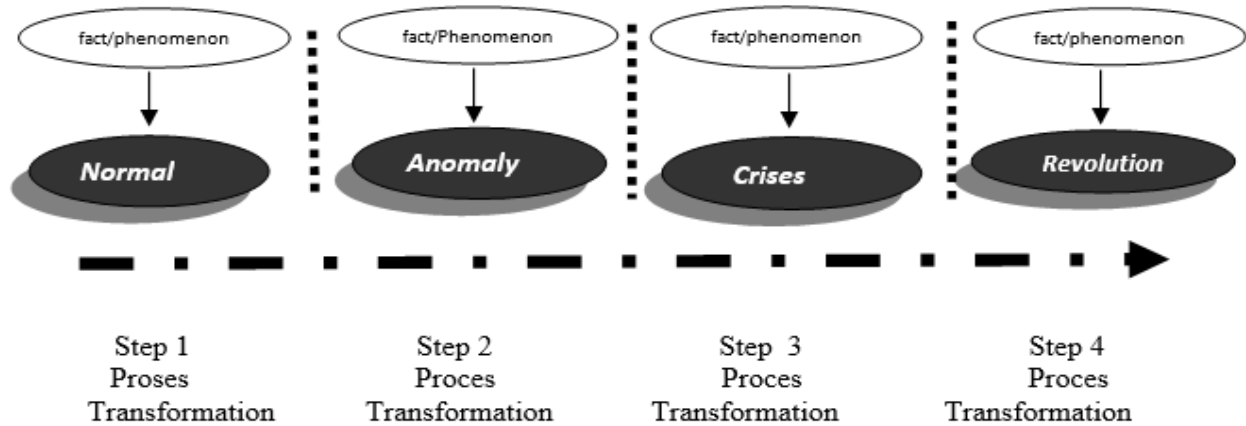 fact/phenomenon
fact/Phenomenon
fact/phenomenon
fact/phenomenon
Normal
Anomaly
Crises
Revolution
Step 1
Proses
Transformation
Step 2
Proces
Transformation
Step 3
Proces
Transformation
Step 4
Proces
Transformation